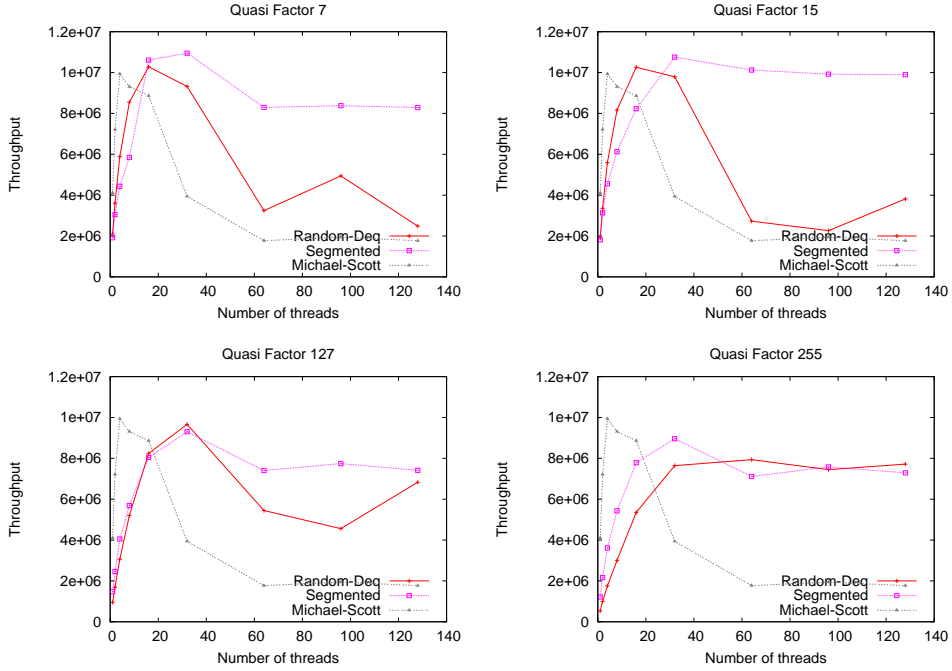 Quasi Factor 7
1.2e+07
1e+07
8e+06
6e+06
4e+06
2e+06
0
Throughput
Random-Deq
Segmented
Michael-Scott
0 20 40 60 80 100 120 140
Number of threads
Quasi Factor 15
1.2e+07
1e+07
8e+06
6e+06
4e+06
2e+06
0
Throughput
Random-Deq
Segmented
Michael-Scott
0 20 40 60 80 100 120 140
Number of threads
Quasi Factor 127
1.2e+07
1e+07
8e+06
6e+06
4e+06
2e+06
0
Throughput
Random-Deq
Segmented
Michael-Scott
0 20 40 60 80 100 120 140
Number of threads
Quasi Factor 255
1.2e+07
1e+07
8e+06
6e+06
4e+06
2e+06
0
Throughput
Random-Deq
Segmented
Michael-Scott
0 20 40 60 80 100 120 140
Number of threads